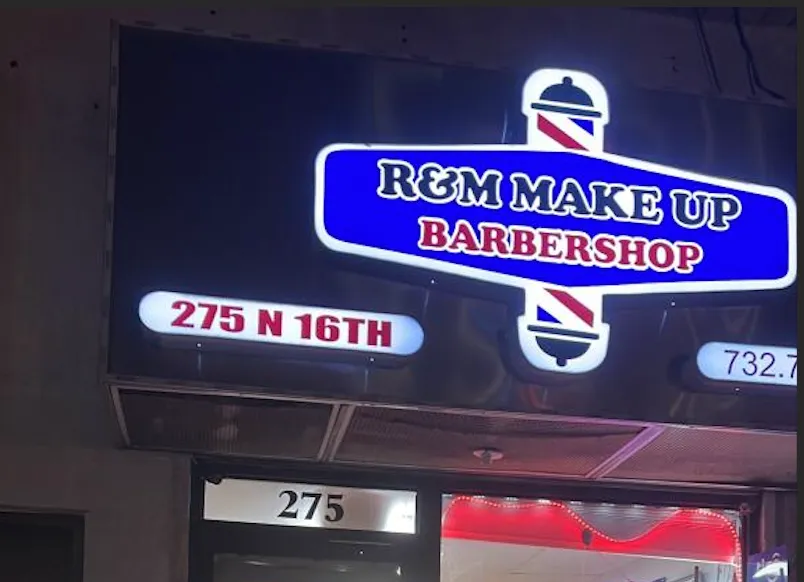 R&M MAKE UP
BARBERSHOP
275 N 16TH
732.7
275